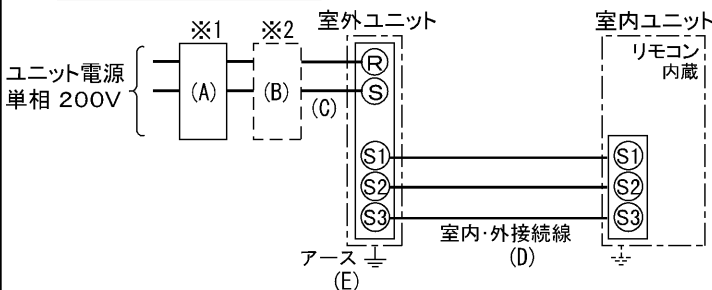 ※1
※2
室外ユニット
室内ユニット
ユニット電源
単相 200V
(A)
(B)
(C)
R
S
リモコン
内蔵
S1
S2
S3
S1
S2
S3
室内･外接続線
(D)
アース
(E)